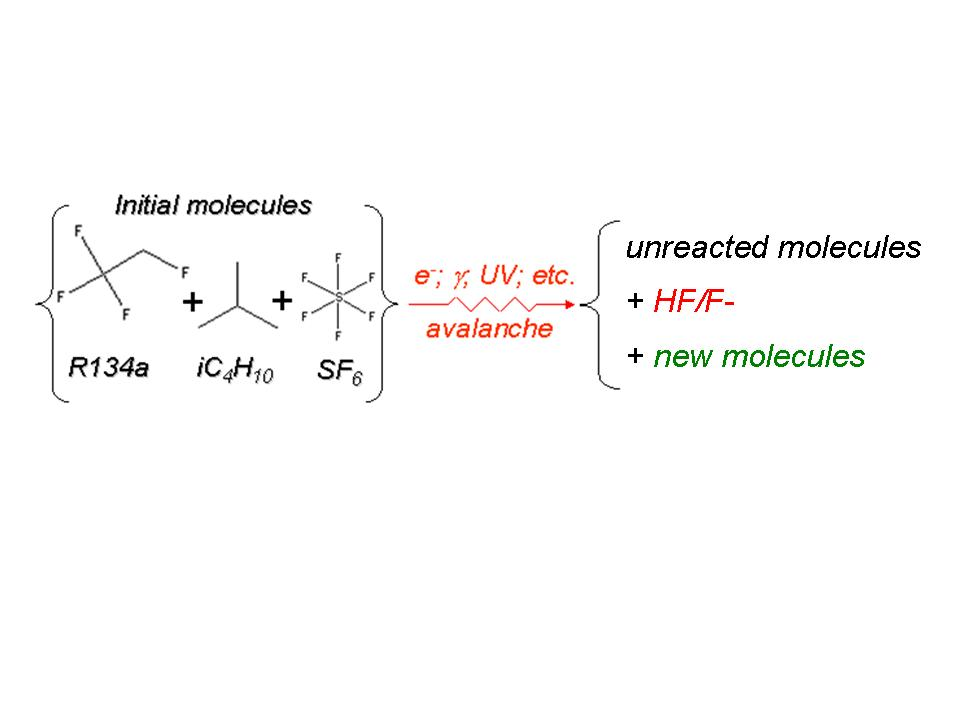 Initial molecules
F
F
F
F
+
+
F
F
F
S
F
F
F
R134a
iC₄H₁₀
SF₆
e⁻; γ; UV; etc.
avalanche
unreacted molecules
+ HF/F-
+ new molecules